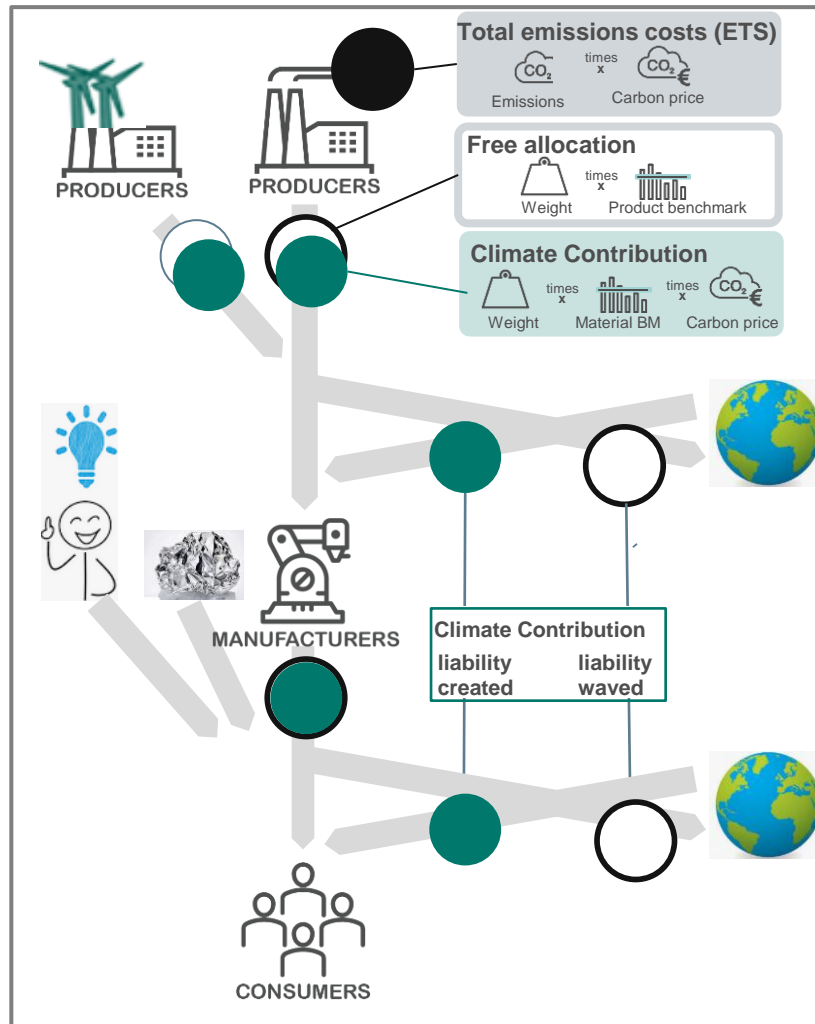 Total emissions costs (ETS)
CO₂ times x CO₂ €
Emissions Carbon price
Free allocation
times x
Weight Product benchmark
Climate Contribution
times x times x CO₂ €
Weight Material BM Carbon price
PRODUCERS
PRODUCERS
MANUFACTURERS
Climate Contribution
liability liability
created waved
CONSUMERS